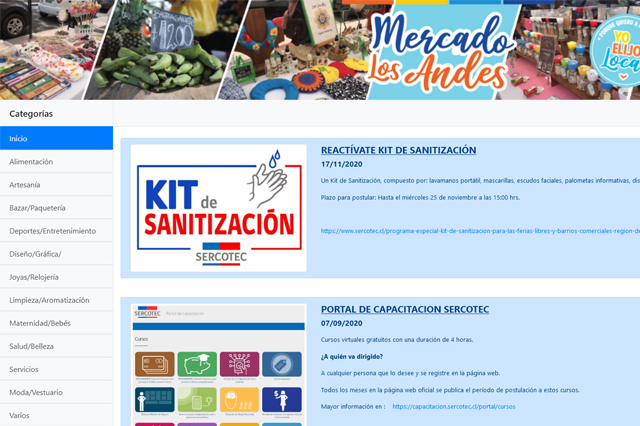 $1.200
Mercado
Los Andes
YO
ELIJO
Local
Categorías
Inicio
Alimentación
Artesanía
Bazar/Paquetería
Deportes/Entretenimiento
Diseño/Gráfica/
Joyas/Relojería
Limpieza/Aromatización
Maternidad/Bebés
Salud/Belleza
Servicios
Moda/Vestuario
Varios
KIT de
SANITIZACIÓN
SERCOTEC
REACTÍVATE KIT DE SANITIZACIÓN
17/11/2020
Un Kit de Sanitización, compuesto por: lavamanos portátil, mascarillas, escudos faciales, palometas informativas, dis
Plazo para postular: Hasta el miércoles 25 de noviembre a las 15:00 hrs.
https://www.sercotec.cl/programa-especial-kit-de-sanitizacion-para-las-ferias-libres-y-barrios-comerciales-region-de
SERCOTEC
Portal de capacitación
Cursos
PORTAL DE CAPACITACION SERCOTEC
07/09/2020
Cursos virtuales gratuitos con una duración de 4 horas.
¿A quién va dirigido?
A cualquier persona que lo desee y se registre en la página web.
Todos los meses en la página web oficial se publica el período de postulación a estos cursos.
Mayor información en : https://capacitacion.sercotec.cl/portal/cursos